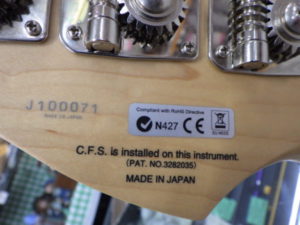 Compliant with RoHS Directive
J100071
MADE IN JAPAN
N427 CE
C.F.S. is installed on this instrument.
(PAT. NO.3282035)
MADE IN JAPAN